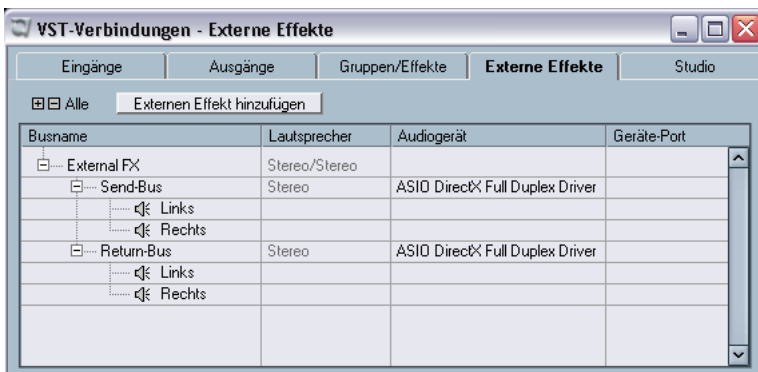 VST-Verbindungen - Externe Effekte
Eingänge Ausgänge Gruppen/Effekte Externe Effekte Studio
Alle Externen Effekt hinzufügen
Busname Lautsprecher Audiogerät Geräte-Port
External FX Stereo/Stereo
Send-Bus Stereo ASIO DirectX Full Duplex Driver
Links
Rechts
Return-Bus Stereo ASIO DirectX Full Duplex Driver
Links
Rechts